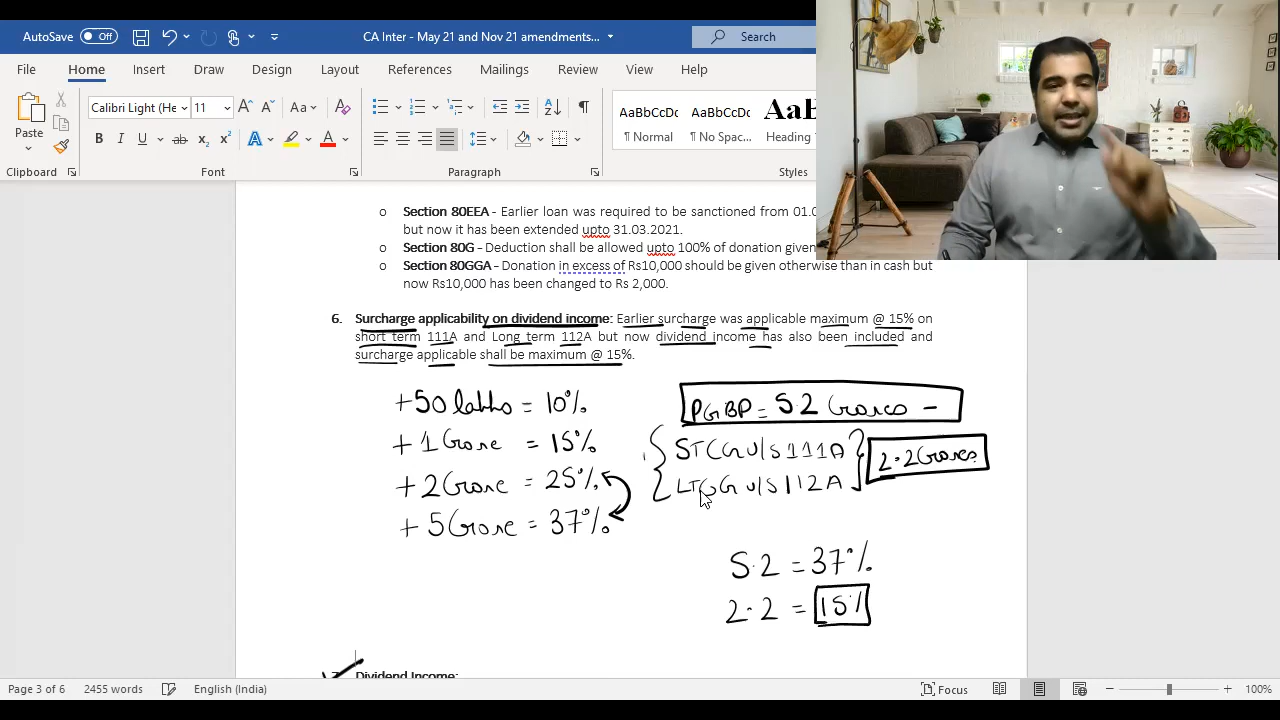 AutoSave Off CA Inter - May 21 and Nov 21 amendments... Search
File Home Insert Draw Design Layout References Mailings Review View Help
Paste Calibri Light (He 11 Aa AaBbCcDc AaBbCcDc AaB
B I U ab x₂ x² A A ¶ Normal ¶ No Spac... Heading
Clipboard Font Paragraph Styles
o Section 80EEA - Earlier loan was required to be sanctioned from 01.0
but now it has been extended upto 31.03.2021.
o Section 80G - Deduction shall be allowed upto 100% of donation given
o Section 80GGA - Donation in excess of Rs10,000 should be given otherwise than in cash but
now Rs10,000 has been changed to Rs 2,000.
6. Surcharge applicability on dividend income: Earlier surcharge was applicable maximum @ 15% on
short term 111A and Long term 112A but now dividend income has also been included and
surcharge applicable shall be maximum @ 15%.
+50 lakhs = 10%
+1 Crore = 15%
+2 Crore = 25%
+5 Crore = 37%
PGBP = 5.2 Crores -
STCG u/s 111A
LTCG u/s 112A
2.2 Crores
5.2 = 37%
2.2 = 15%
Dividend Income:
Page 3 of 6 2455 words English (India) Focus 100%